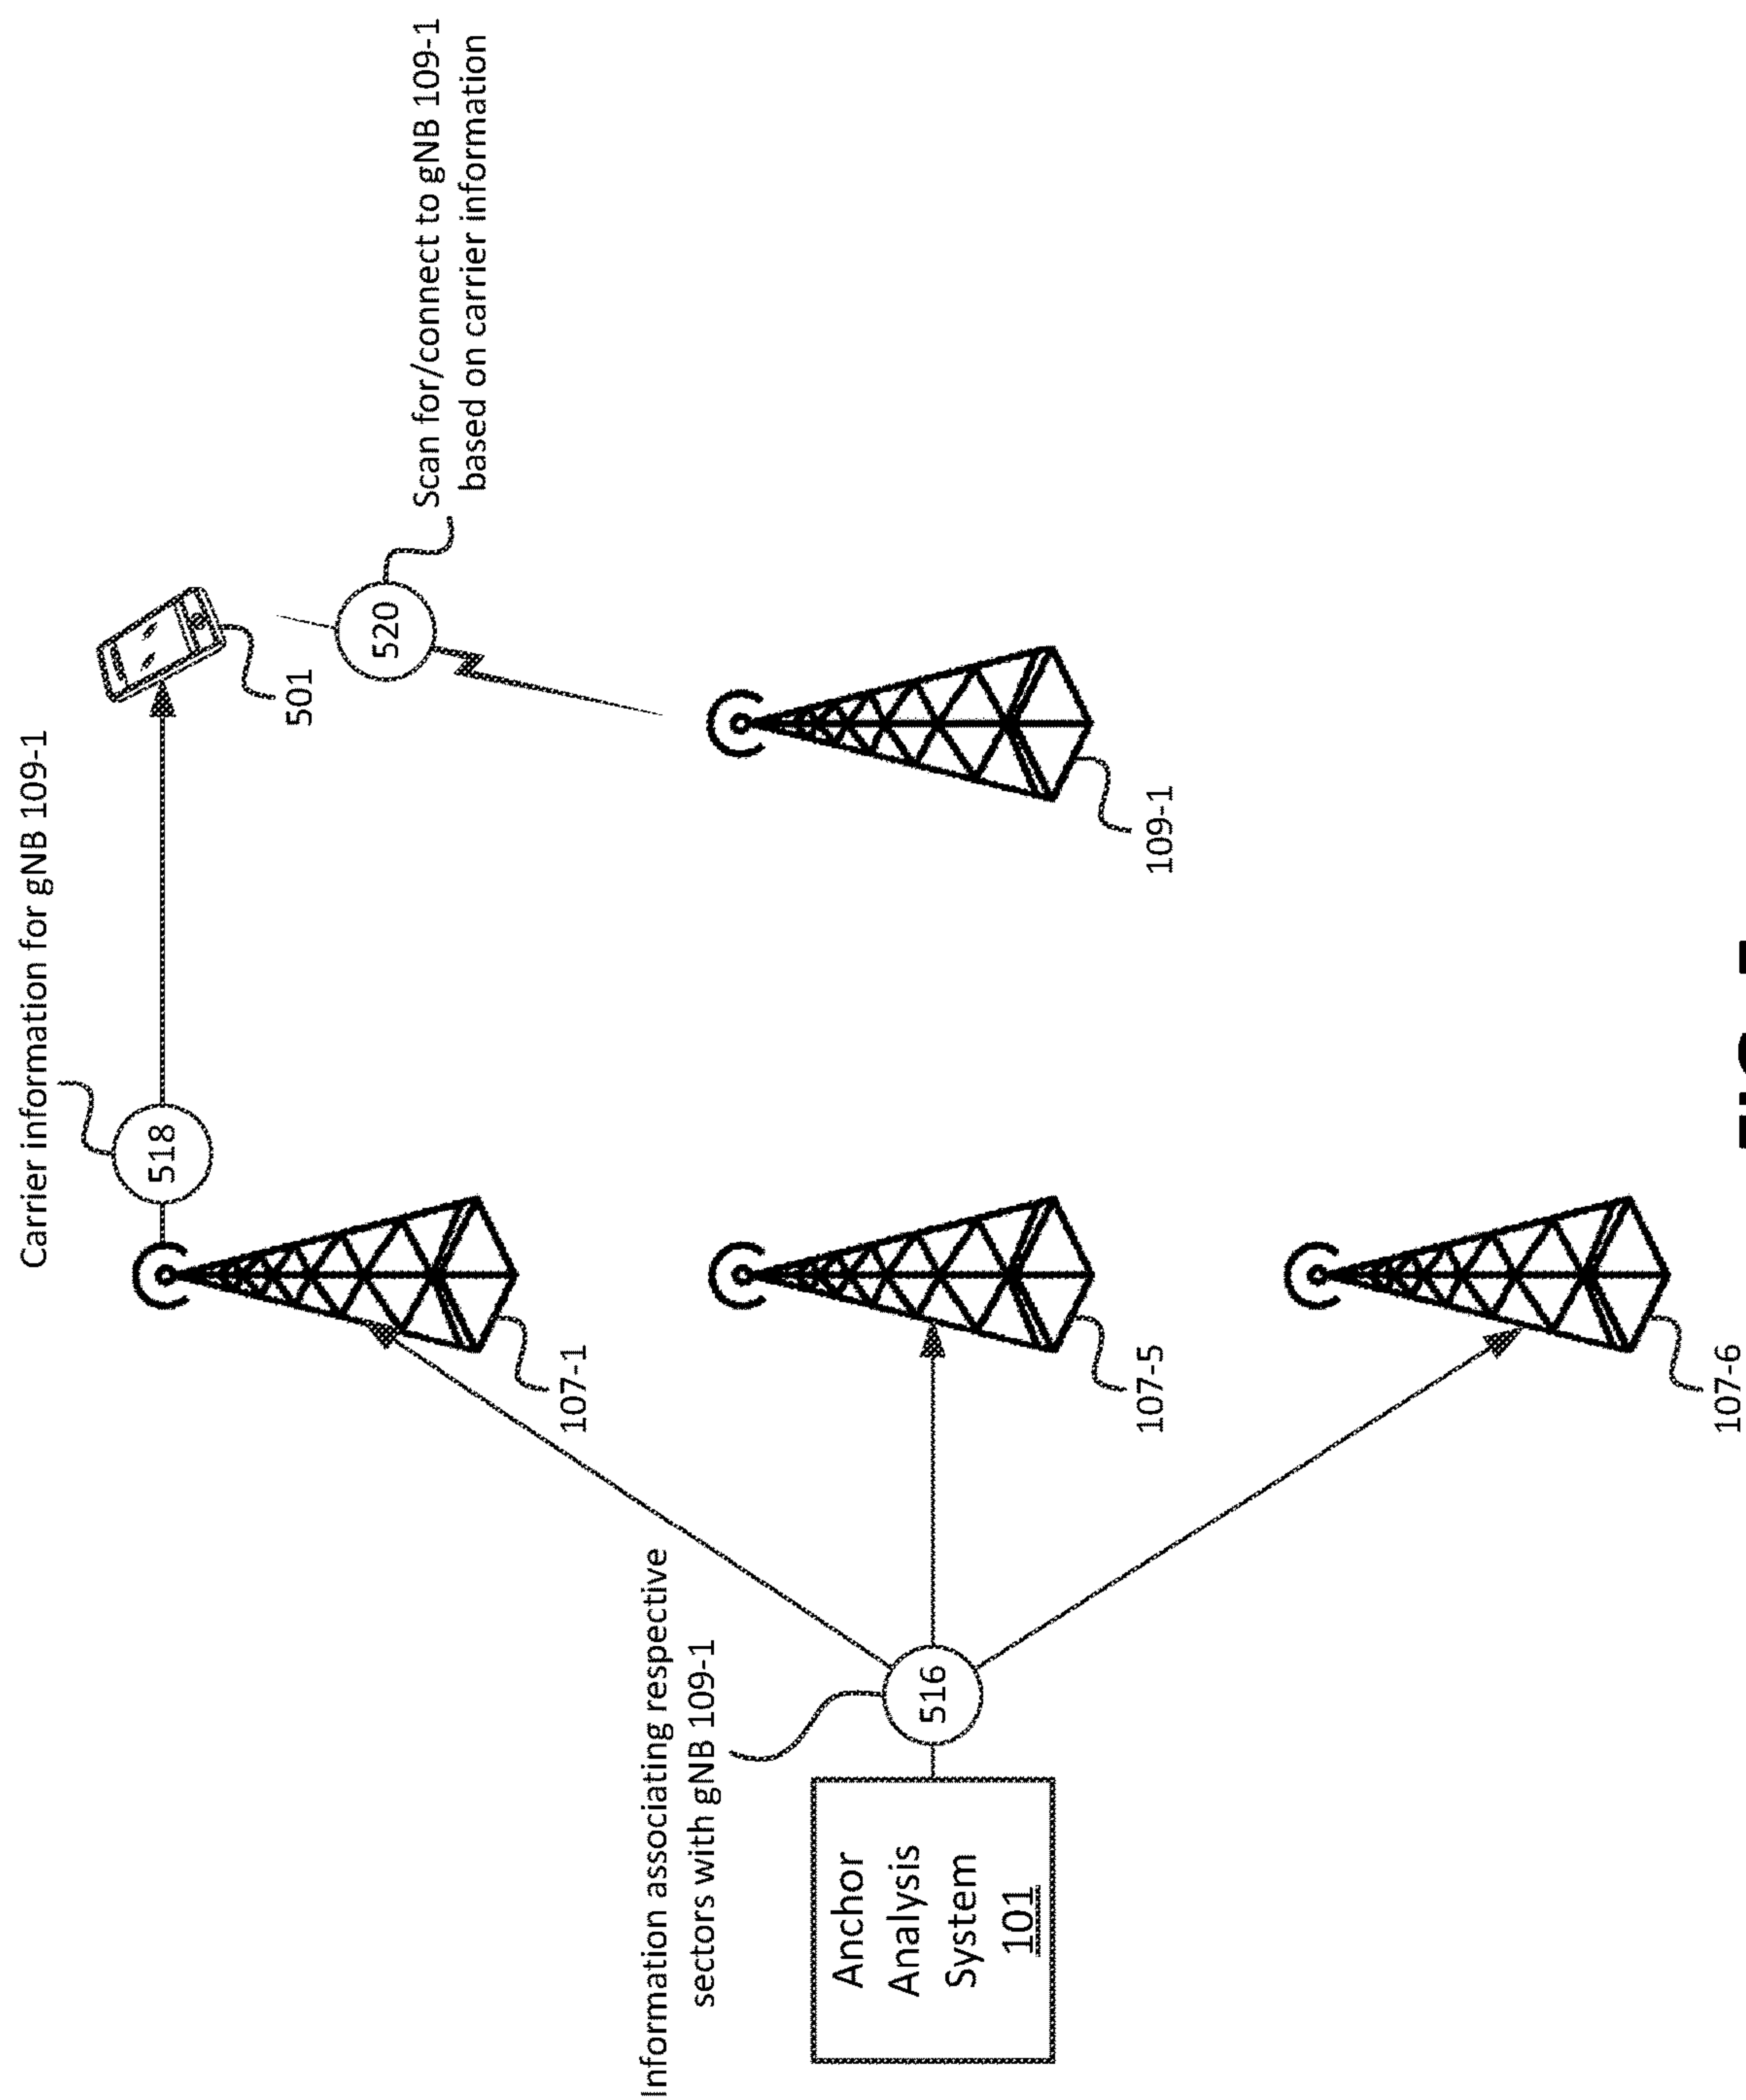 Carrier information for gNB 109-1
518
501
520
Scan for/connect to gNB 109-1
based on carrier information
107-1
109-1
Information associating respective
sectors with gNB 109-1
516
Anchor
Analysis
System
101
107-5
107-6